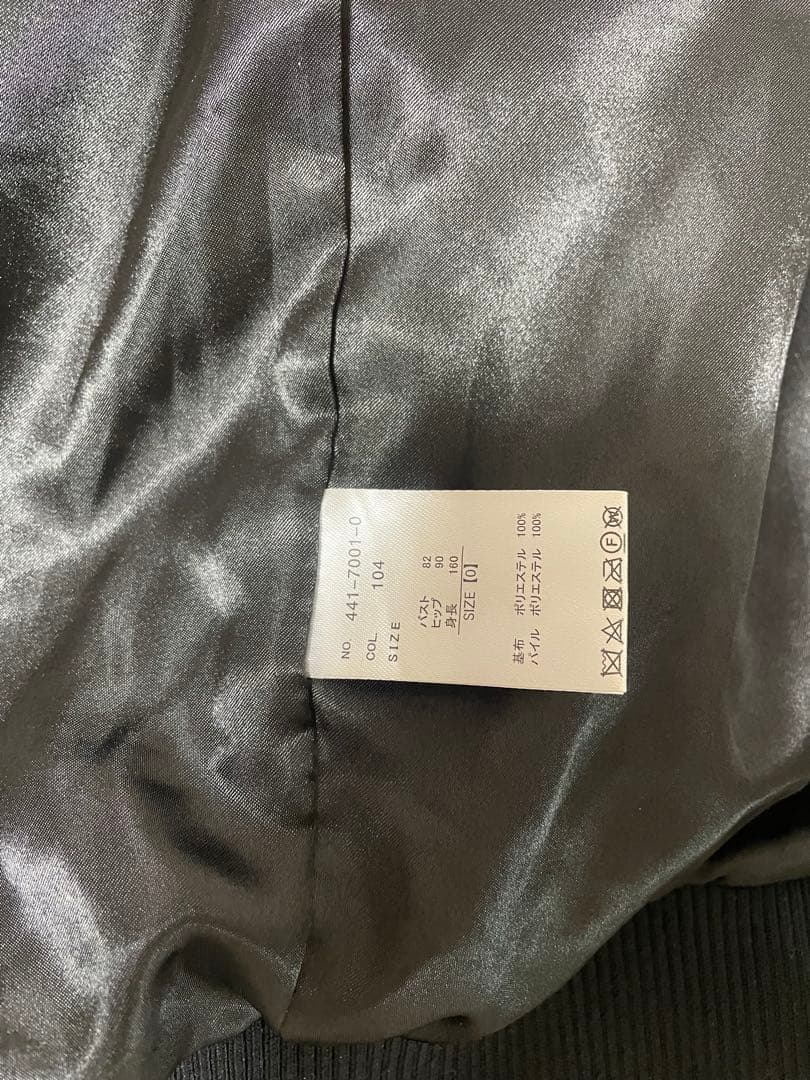 NO. 441-7001-0
COL. 104
SIZE
バスト 82
ヒップ 90
身長 160
SIZE【0】
基布 ポリエステル 100%
パイル ポリエステル 100%
F W